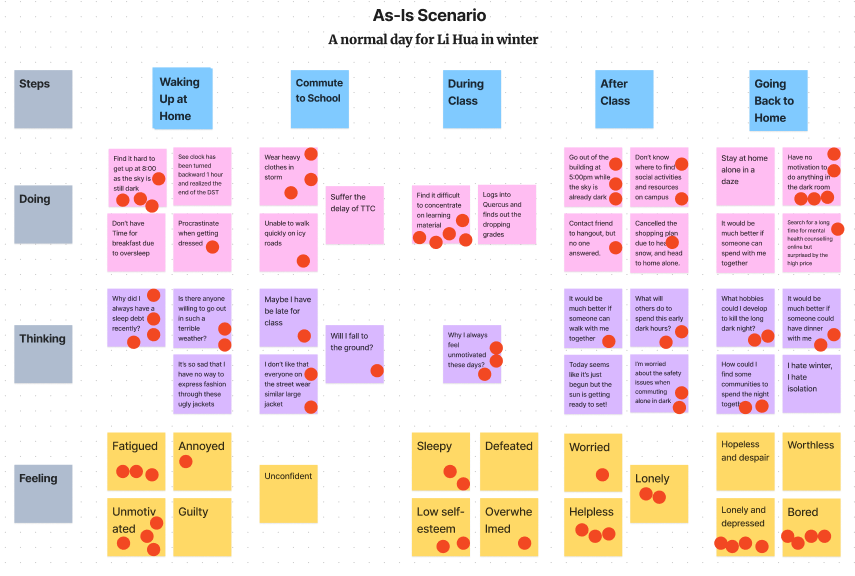 As-Is Scenario
A normal day for Li Hua in winter
Steps
Waking
Up at
Home
Commute
to School
During
Class
After
Class
Going
Back to
Home
Doing
Find it hard to
get up at 8:00
as the sky is
still dark
See clock has
been turned
backward 1 hour
and realized the
end of the DST
Don't have
Time for
breakfast due
to oversleep
Procrastinate
when getting
dressed
Wear heavy
clothes in
storm
Unable to walk
quickly on icy
roads
Suffer the
delay of TTC
Find it difficult
to concentrate
on learning
material
Logs into
Quercus and
finds out the
dropping
grades
Go out of the
building at
5:00pm while
the sky is
already dark
Don't know
where to find
social activities
and resources
on campus
Contact friend
to hangout, but
no one
answered.
Cancelled the
shopping plan
due to heavy
snow, and head
to home alone.
Stay at home
alone in a
daze
Have no
motivation to
do anything in
the dark room
It would be
much better if
someone can
spend with me
together
Search for a long
time for mental
health counselling
online but
surprised by the
high price
Thinking
Why did I
always have a
sleep debt
recently?
Is there anyone
willing to go out
in such a
terrible
weather?
It's so sad that I
have no way to
express fashion
through these
ugly jackets
Maybe I have
be late for
class
I don't like that
everyone on
the street wear
similar large
jacket
Will I fall to
the ground?
Why I always
feel
unmotivated
these days?
It would be
much better if
someone can
walk with me
together
What will
others do to
spend this early
dark hours?
Today seems
like it's just
begun but the
sun is getting
ready to set!
I'm worried
about the safety
issues when
commuting
alone in dark
What hobbies
could I develop
to kill the long
dark night?
It would be
much better if
someone could
have dinner
with me
How could I
find some
communities to
spend the night
together
I hate winter,
I hate
isolation
Feeling
Fatigued
Annoyed
Unmotiv
ated
Guilty
Unconfident
Sleepy
Defeated
Low self-
esteem
Overwhe
lmed
Worried
Lonely
Helpless
Hopeless
and despair
Worthless
Lonely and
depressed
Bored